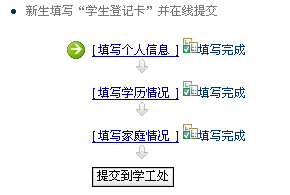 新生填写“学生登记卡”并在线提交
[ 填写个人信息 ] 填写完成
[ 填写学历情况 ] 填写完成
[ 填写家庭情况 ] 填写完成
提交到学工处